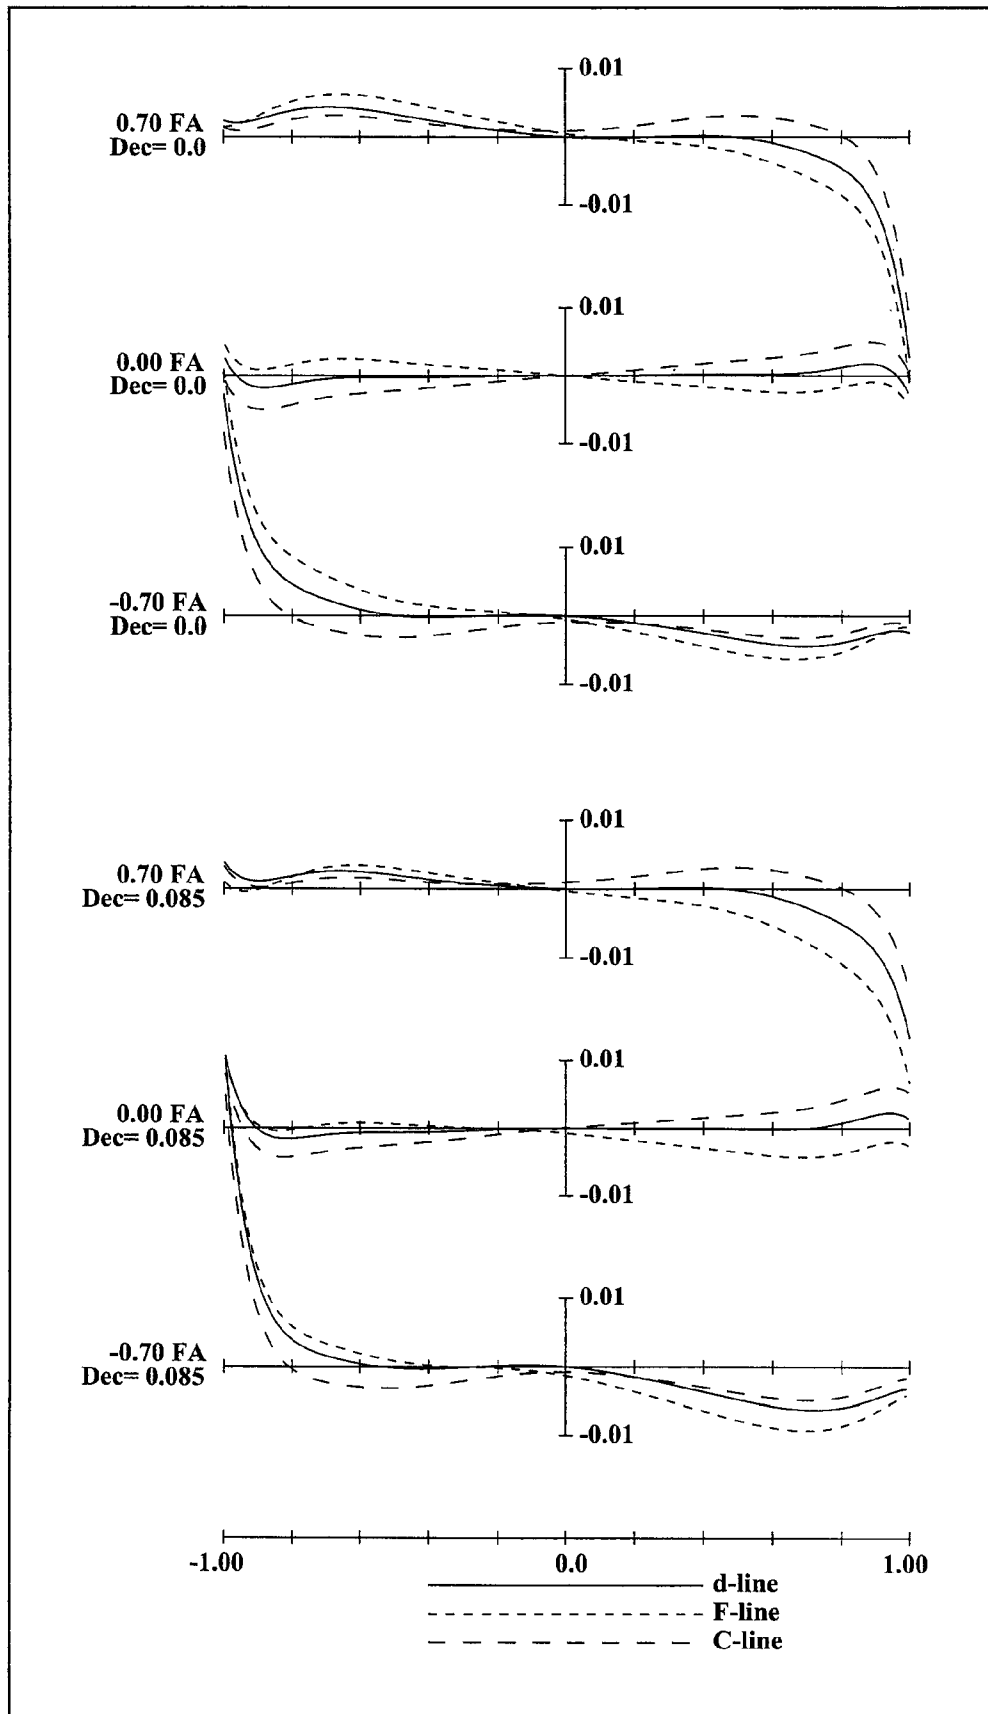 0.01
0.70 FA
Dec= 0.0
-0.01
0.01
0.00 FA
Dec= 0.0
-0.01
0.01
-0.70 FA
Dec= 0.0
-0.01
0.01
0.70 FA
Dec= 0.085
-0.01
0.01
0.00 FA
Dec= 0.085
-0.01
0.01
-0.70 FA
Dec= 0.085
-0.01
-1.00 0.0 1.00
d-line
F-line
C-line